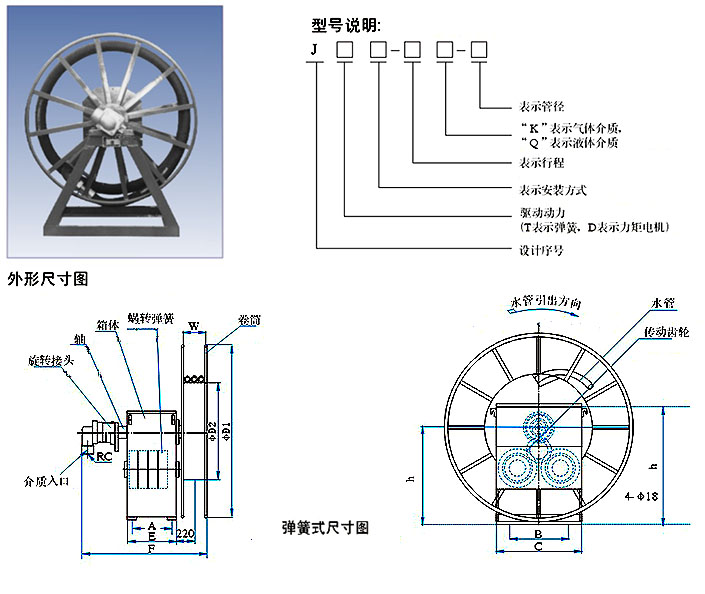 型号说明:
J □ □-□ □-□
表示管径
“K”表示气体介质,
“Q”表示液体介质
表示行程
表示安装方式
驱动动力
(T表示弹簧, D表示力矩电机)
设计序号
外形尺寸图
蜗转弹簧
箱体
轴
旋转接头
W
卷筒
ΦD2
ΦD1
RC
介质入口
A
E
220
F
弹簧式尺寸图
水管引出方向
水管
传动齿轮
h
h
4-Φ18
B
C